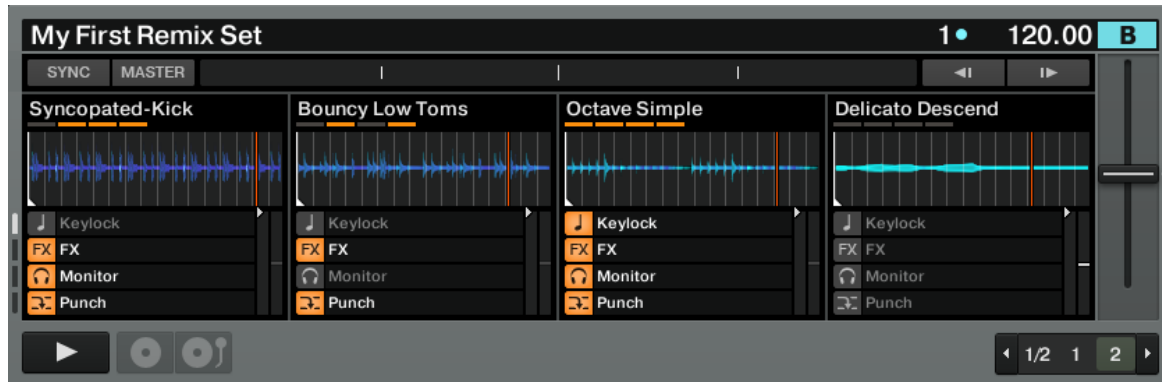 My First Remix Set 1 120.00 B
SYNC MASTER
Syncopated-Kick Bouncy Low Toms Octave Simple Delicato Descend
Keylock Keylock Keylock Keylock
FX FX FX FX FX FX FX FX
Monitor Monitor Monitor Monitor
Punch Punch Punch Punch
1/2 1 2